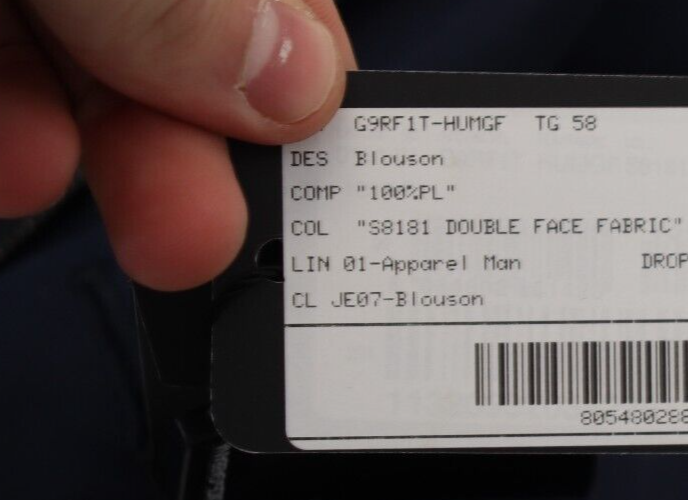 G9RF1T-HUMGF TG 58
DES Blouson
COMP "100%PL"
COL "S8181 DOUBLE FACE FABRIC"
LIN 01-Apparel Man DROP
CL JE07-Blouson
805480288